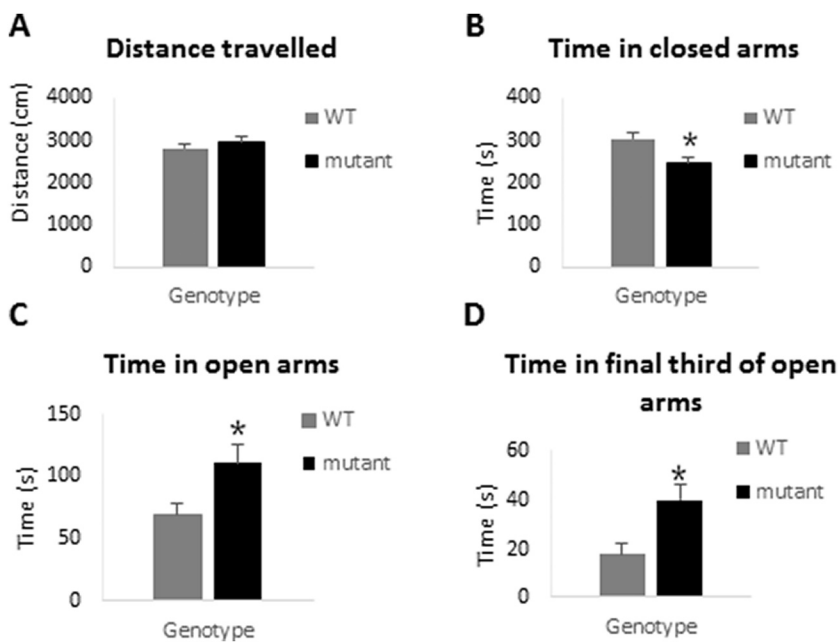 A
Distance travelled
Distance (cm)
4000
3000
2000
1000
0
WT
mutant
Genotype
B
Time in closed arms
Time (s)
400
300
200
100
0
*
WT
mutant
Genotype
C
Time in open arms
Time (s)
150
100
50
0
*
WT
mutant
Genotype
D
Time in final third of open
arms
Time (s)
60
40
20
0
*
WT
mutant
Genotype